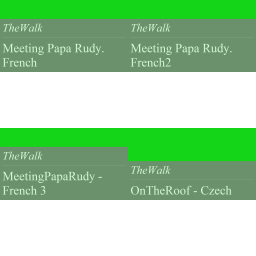 TheWalk
Meeting Papa Rudy.
French
TheWalk
Meeting Papa Rudy.
French2
TheWalk
MeetingPapaRudy -
French 3
TheWalk
OnTheRoof - Czech